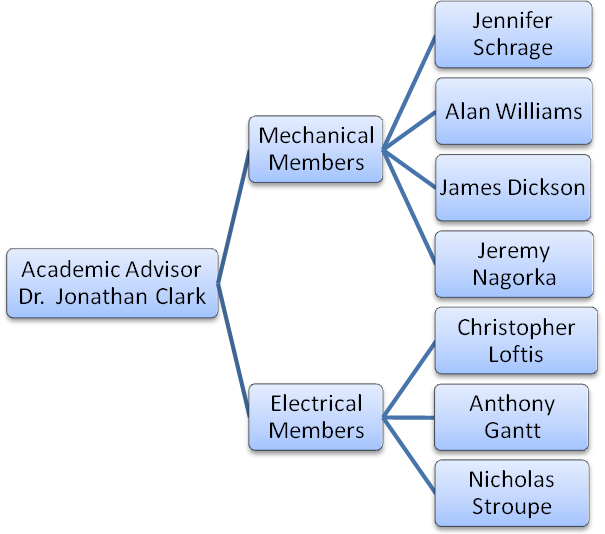 Academic Advisor
Dr. Jonathan Clark
Mechanical
Members
Jennifer
Schrage
Alan Williams
James Dickson
Jeremy
Nagorka
Electrical
Members
Christopher
Loftis
Anthony
Gantt
Nicholas
Stroupe